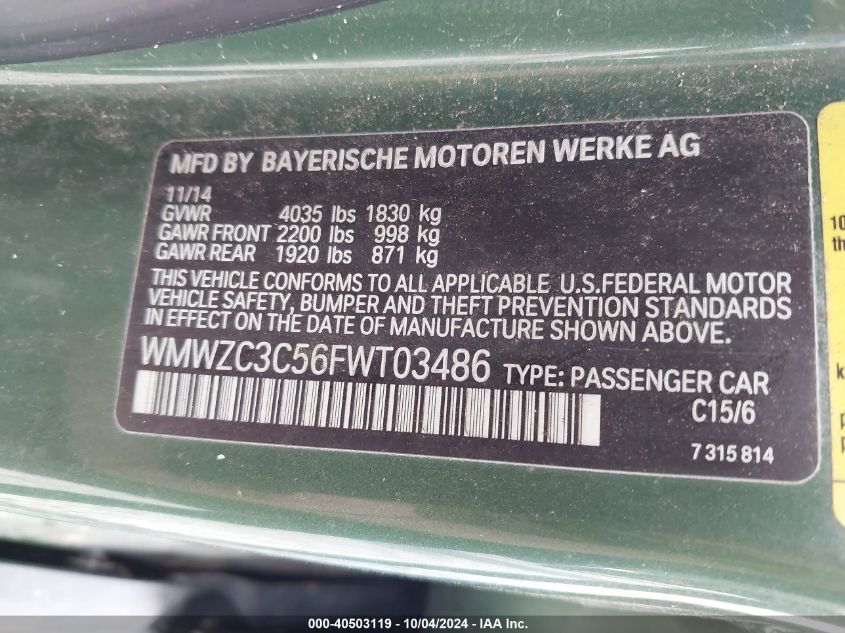 MFD BY BAYERISCHE MOTOREN WERKE AG
11/14
GVWR 4035 lbs 1830 kg
GAWR FRONT 2200 lbs 998 kg
GAWR REAR 1920 lbs 871 kg
THIS VEHICLE CONFORMS TO ALL APPLICABLE U.S.FEDERAL MOTOR
VEHICLE SAFETY, BUMPER AND THEFT PREVENTION STANDARDS
IN EFFECT ON THE DATE OF MANUFACTURE SHOWN ABOVE.
WMWZC3C56FWT03486 TYPE: PASSENGER CAR
C15/6
7 315 814
10
th
k
000-40503119 - 10/04/2024 - IAA Inc.